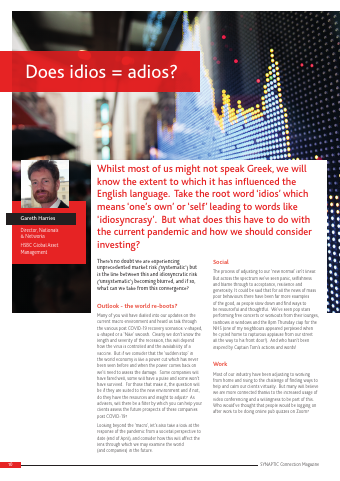 Does idios = adios?
Gareth Harries
Director, Nationals
& Networks
HSBC Global Asset
Management
Whilst most of us might not speak Greek, we will
know the extent to which it has influenced the
English language. Take the root word ‘idios’ which
means ‘one’s own’ or ‘self’ leading to words like
‘idiosyncrasy’. But what does this have to do with
the current pandemic and how we should consider
investing?
There's no doubt we are experiencing
unprecedented market risk ('systematic') but
is the line between this and idiosyncratic risk
('unsystematic') becoming blurred, and if so,
what can we take from this convergence?
Outlook - the world re-boots?
Many of you will have dialled into our updates on the
current macro environment and heard us talk through
the various post COVID-19 recovery scenarios: v-shaped,
u-shaped or a 'Nike' swoosh. Clearly we don't know the
length and severity of the recession, this will depend
how the virus is controlled and the availability of a
vaccine. But if we consider that the 'sudden stop' in
the world economy is like a power cut which has never
been seen before and when the power comes back on
we'll need to assess the damage. Some companies will
have fared well, some will have a pause and some won't
have survived. For those that make it, the question will
be if they are suited to the new environment and if not,
do they have the resources and insight to adjust? As
advisers, will there be a filter by which you can help your
clients assess the future prospects of these companies
post COVID-19?
Looking beyond the 'macro', let's also take a look at the
response of the pandemic from a societal perspective to
date (end of April), and consider how this will affect the
lens through which we may examine the world
(and companies) in the future.
Social
The process of adjusting to our 'new normal' isn't linear.
But across the spectrum we've seen panic, selfishness
and blame through to acceptance, resilience and
generosity. It could be said that for all the news of mass
poor behaviours there have been far more examples
of the good, as people slow down and find ways to
be resourceful and thoughtful. We've seen pop stars
performing free concerts or workouts from their lounges,
rainbows in windows and the 8pm Thursday clap for the
NHS (one of my neighbours appeared perplexed when
he cycled home to rapturous applause from our street
all the way to his front door!). And who hasn't been
inspired by Captain Tom's actions and words!
Work
Most of our industry have been adjusting to working
from home and rising to the challenge of finding ways to
help and calm our clients virtually. But many will believe
we are more connected thanks to the increased usage of
video conferencing and a willingness to be part of this.
Who would've thought that people would be logging on
after work to be doing online pub quizzes on Zoom?
18
SYNAPTIC Connection Magazine